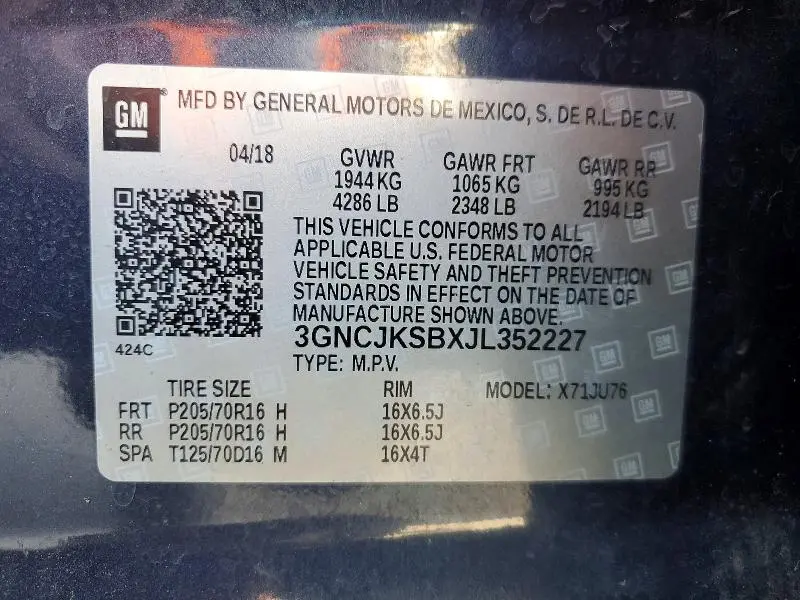 GM® MFD BY GENERAL MOTORS DE MEXICO, S. DE R.L. DE C.V.
04/18 GVWR GAWR FRT GAWR RR
1944 KG 1065 KG 995 KG
4286 LB 2348 LB 2194 LB
THIS VEHICLE CONFORMS TO ALL
APPLICABLE U.S. FEDERAL MOTOR
VEHICLE SAFETY AND THEFT PREVENTION
STANDARDS IN EFFECT ON THE DATE OF
MANUFACTURE SHOWN ABOVE.
3GNCJKSBXJL352227
424C
TYPE: M.P.V.
TIRE SIZE RIM MODEL: X71JU76
FRT P205/70R16 H 16X6.5J
RR P205/70R16 H 16X6.5J
SPA T125/70D16 M 16X4T